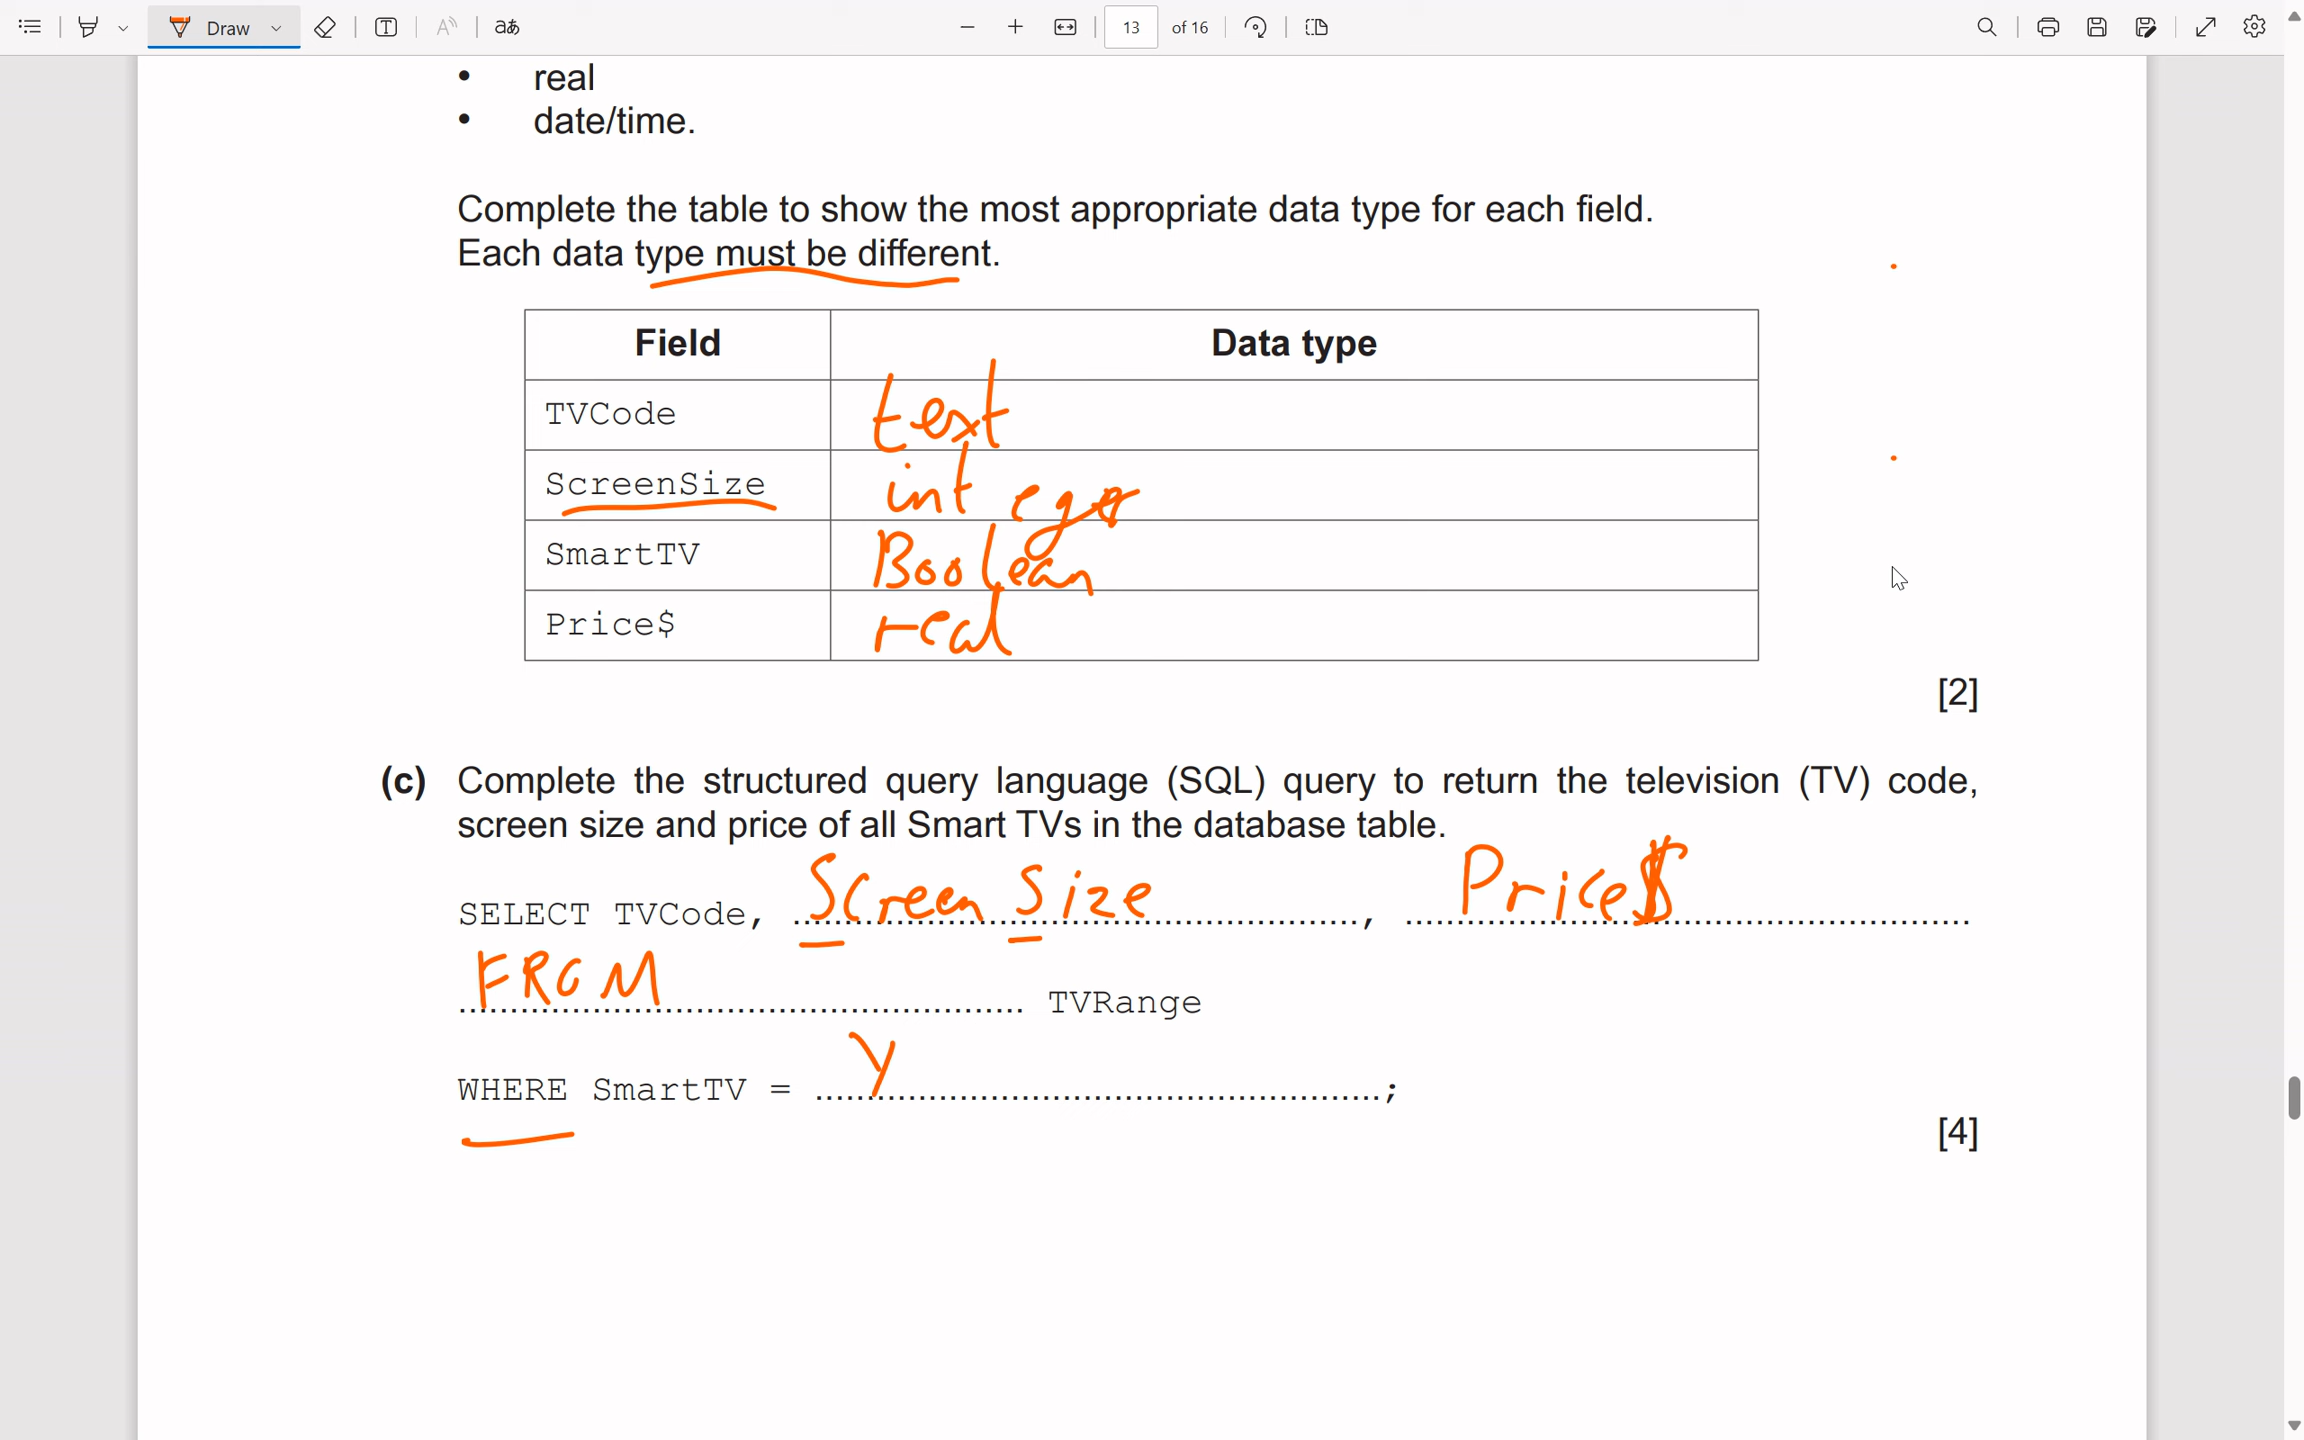 Draw 13 of 16
• real
• date/time.
Complete the table to show the most appropriate data type for each field.
Each data type must be different.
Field Data type
TVCode text
ScreenSize integer
SmartTV Boolean
Price$ real
[2]
(c) Complete the structured query language (SQL) query to return the television (TV) code,
screen size and price of all Smart TVs in the database table.
SELECT TVCode, ScreenSize, Price$
FROM TVRange
WHERE SmartTV = Y ;
[4]